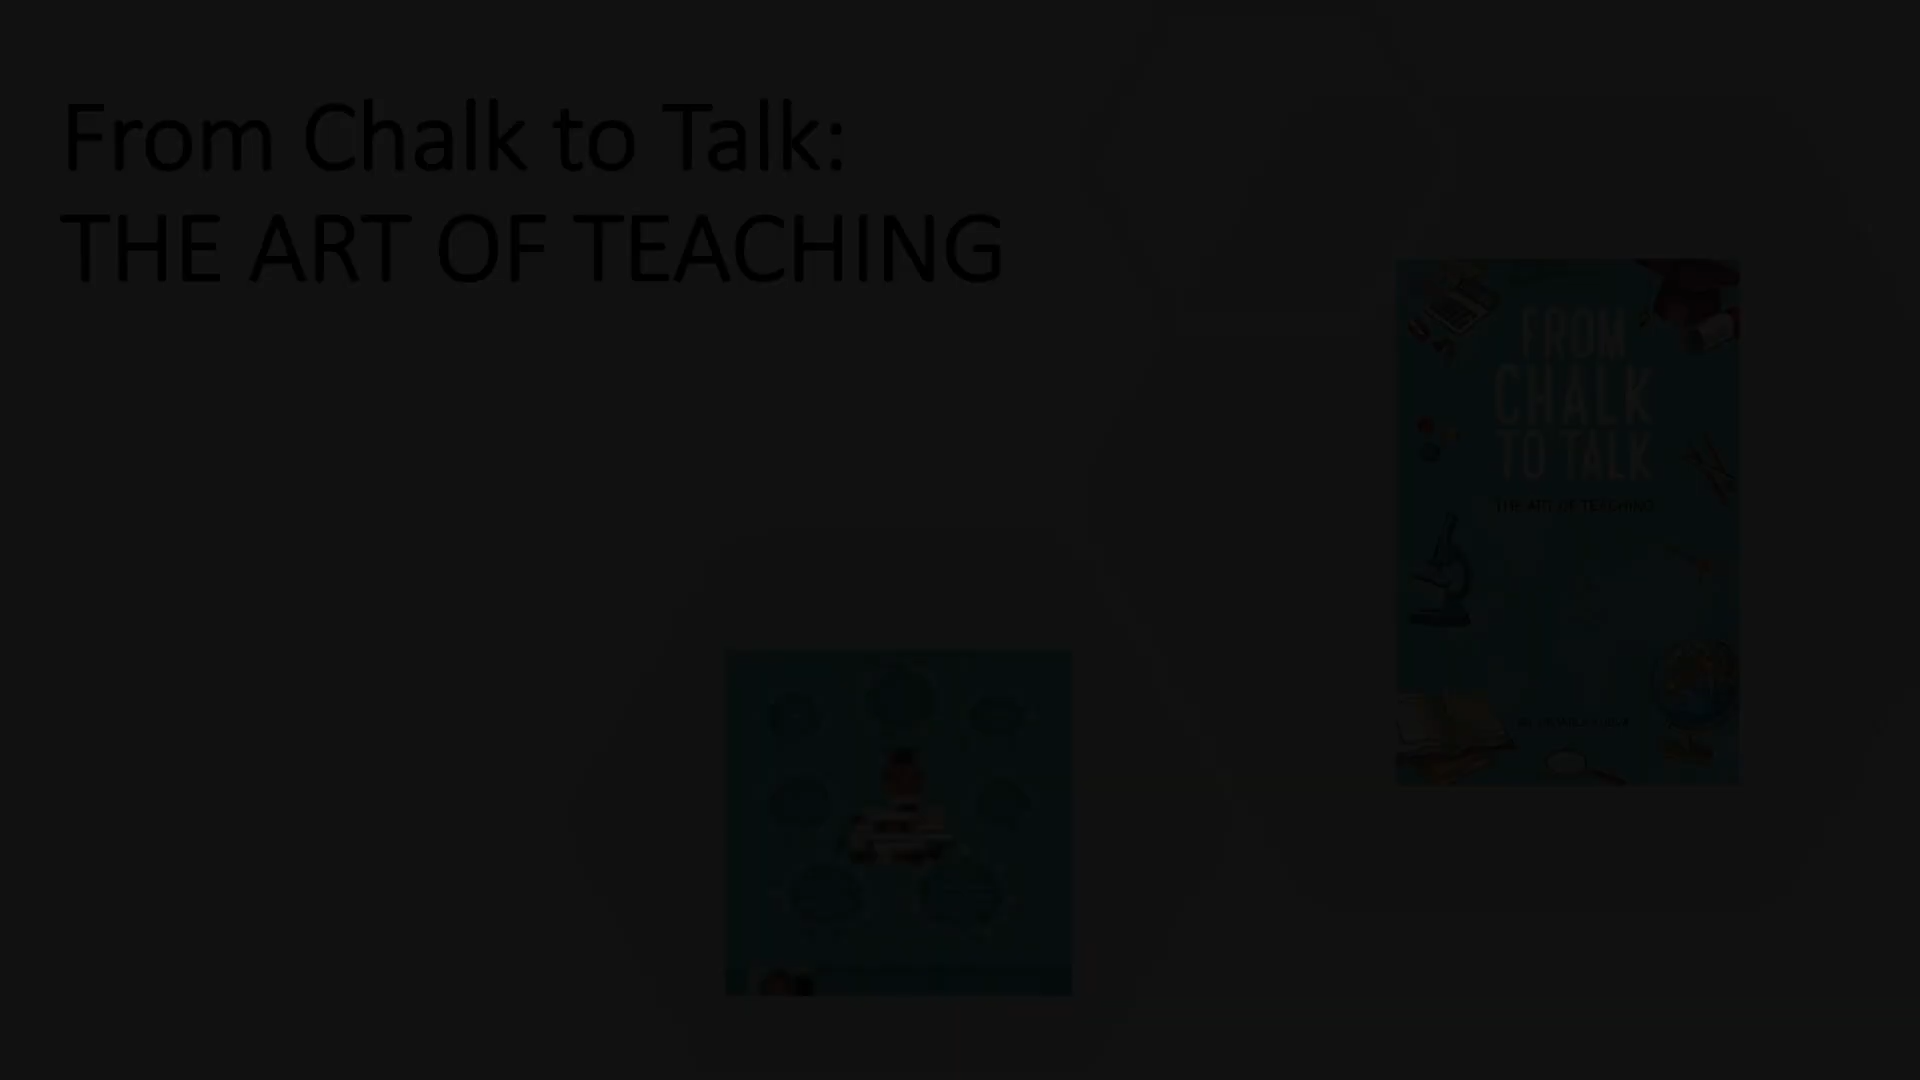 From Chalk to Talk:
THE ART OF TEACHING
FROM
CHALK
TO TALK
THE ART OF TEACHING